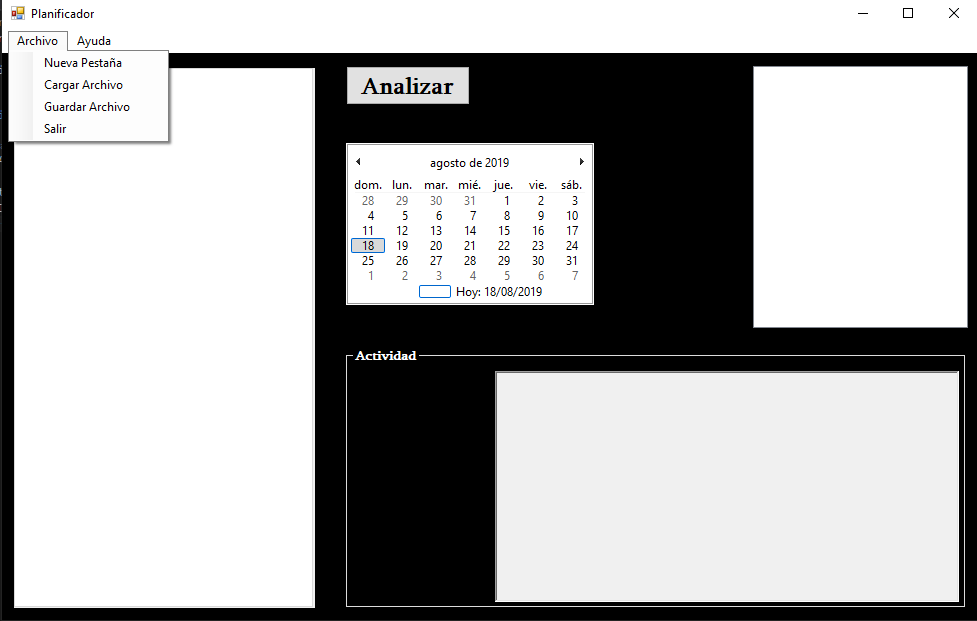 Planificador
Archivo Ayuda
Nueva Pestaña
Cargar Archivo
Guardar Archivo
Salir
Analizar
agosto de 2019
dom. lun. mar. mié. jue. vie. sáb.
28 29 30 31 1 2 3
4 5 6 7 8 9 10
11 12 13 14 15 16 17
18 19 20 21 22 23 24
25 26 27 28 29 30 31
1 2 3 4 5 6 7
Hoy: 18/08/2019
Actividad